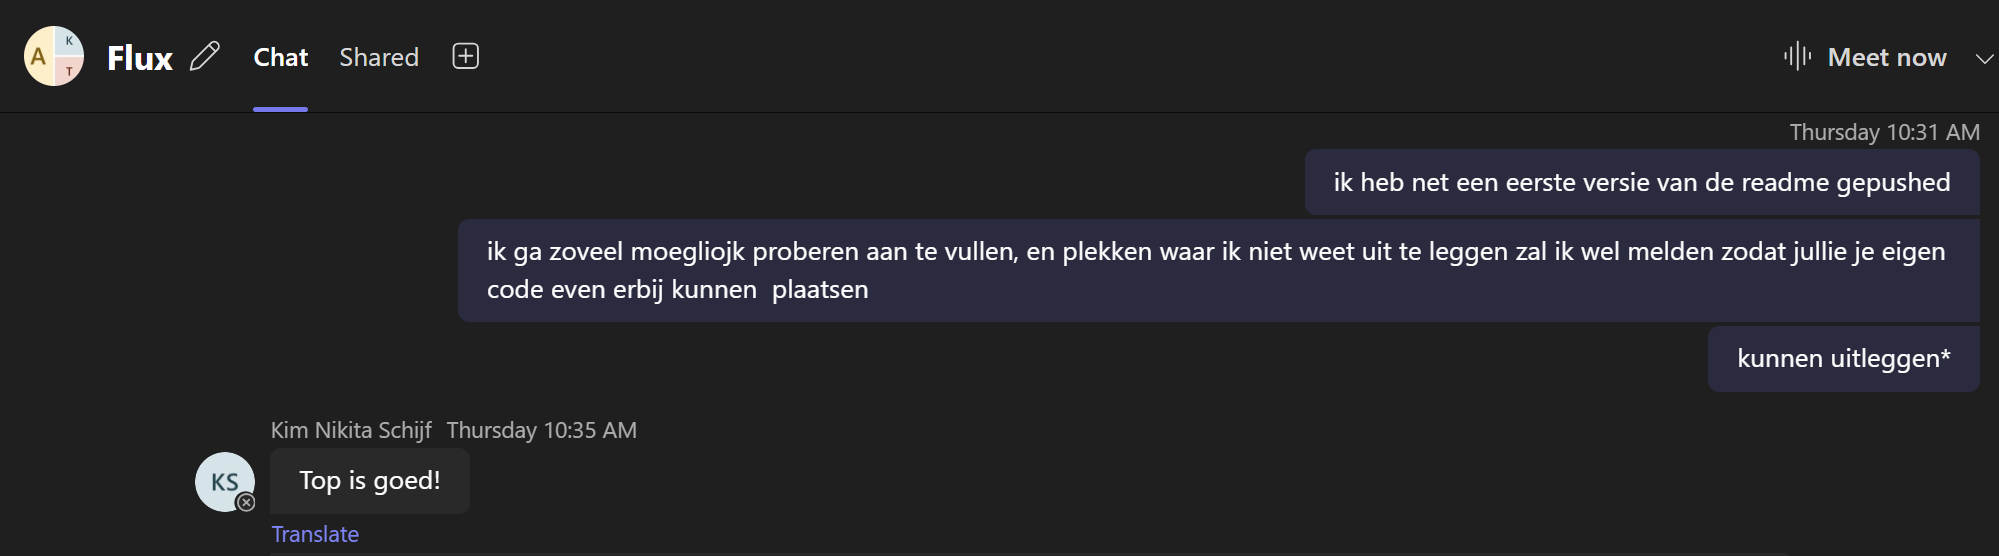 A
K
T
Flux
Chat
Shared
Meet now
Thursday 10:31 AM
ik heb net een eerste versie van de readme gepushed
ik ga zoveel moegliojk proberen aan te vullen, en plekken waar ik niet weet uit te leggen zal ik wel melden zodat jullie je eigen
code even erbij kunnen  plaatsen
kunnen uitleggen*
Kim Nikita Schijf Thursday 10:35 AM
KS
Top is goed!
Translate